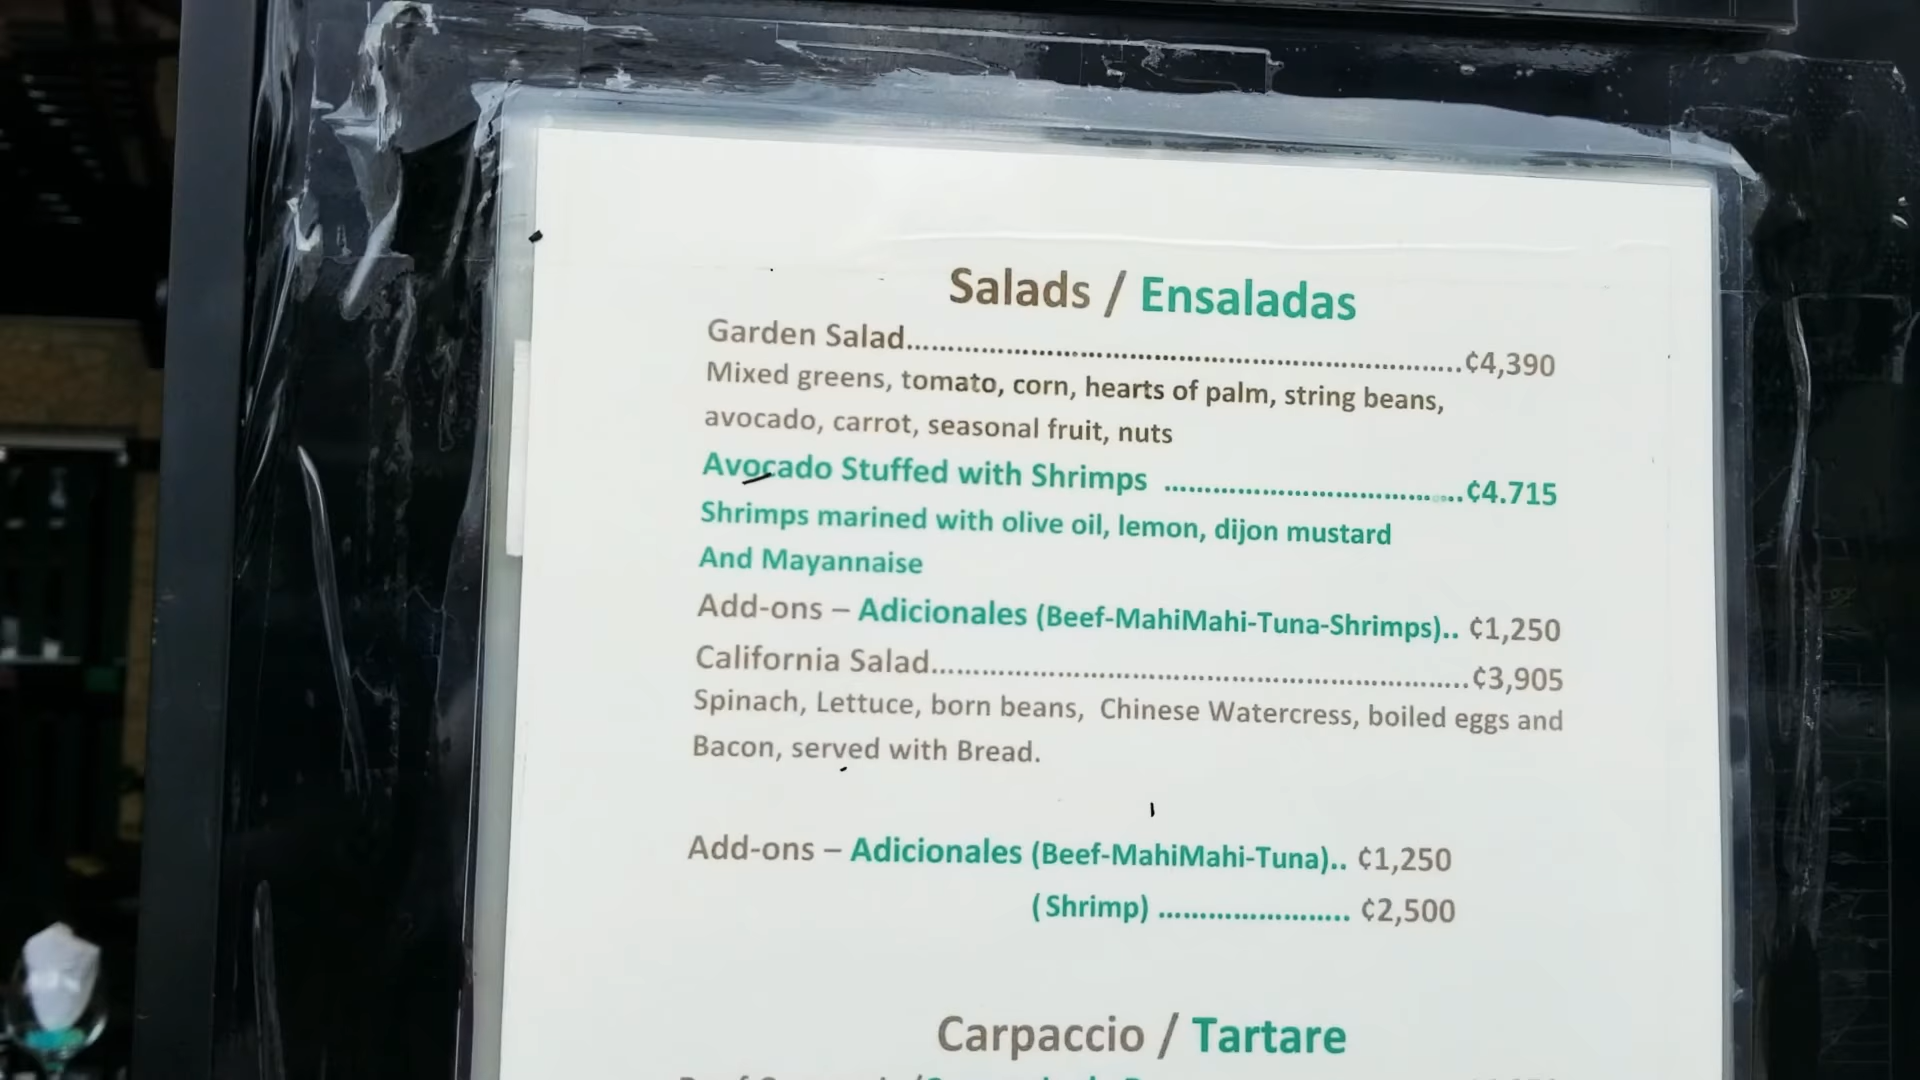 Salads / Ensaladas
Garden Salad..........................................................................₡4,390
Mixed greens, tomato, corn, hearts of palm, string beans,
avocado, carrot, seasonal fruit, nuts
Avocado Stuffed with Shrimps .......................................₡4.715
Shrimps marined with olive oil, lemon, dijon mustard
And Mayannaise
Add-ons – Adicionales (Beef-MahiMahi-Tuna-Shrimps).. ₡1,250
California Salad.......................................................................₡3,905
Spinach, Lettuce, born beans, Chinese Watercress, boiled eggs and
Bacon, served with Bread.
Add-ons – Adicionales (Beef-MahiMahi-Tuna).. ₡1,250
(Shrimp) ....................... ₡2,500
Carpaccio / Tartare